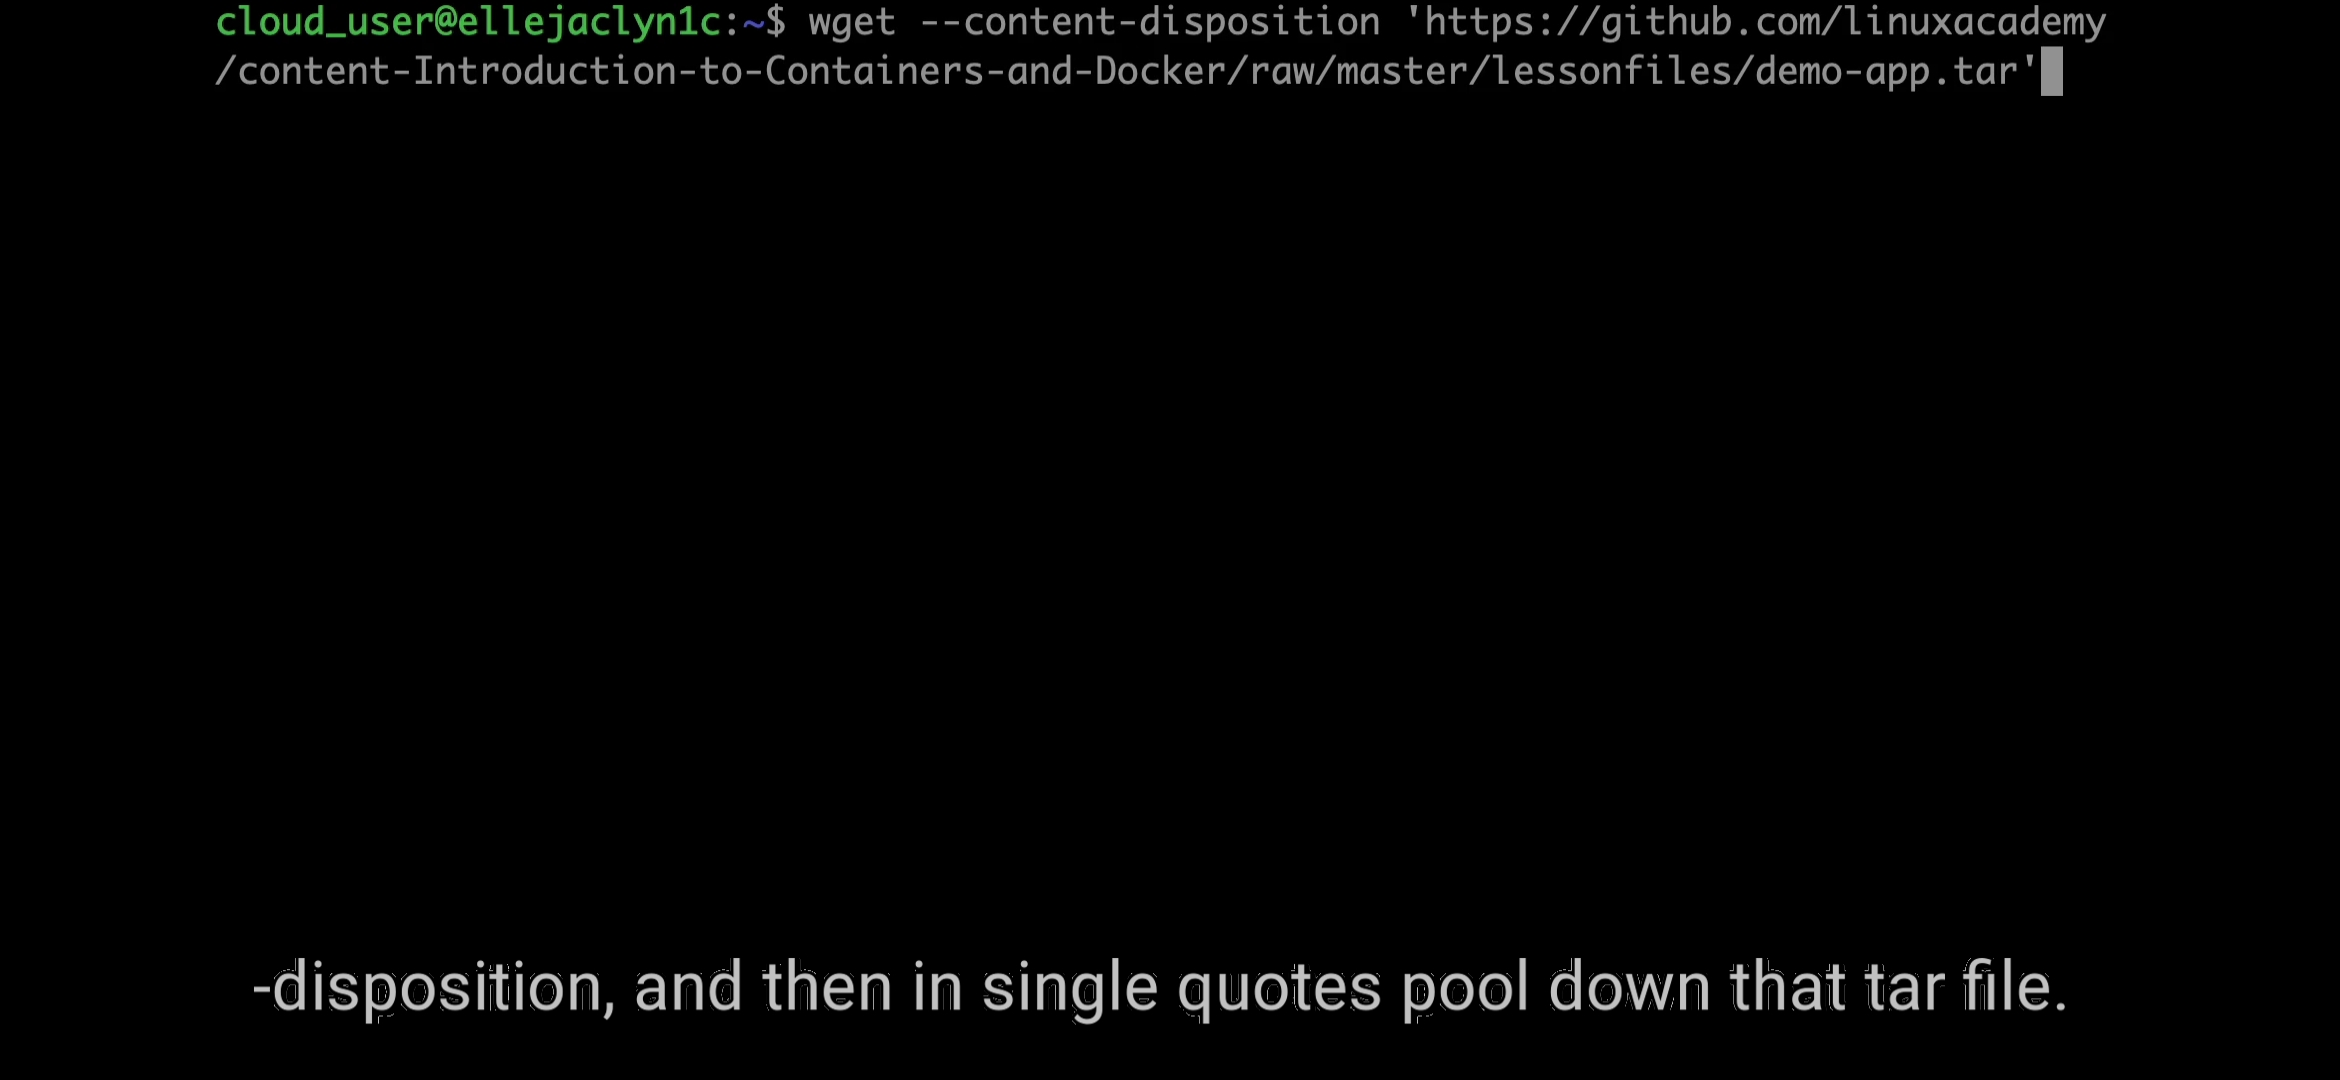 cloud_user@ellejaclyn1c:~$ wget --content-disposition 'https://github.com/linuxacademy
/content-Introduction-to-Containers-and-Docker/raw/master/lessonfiles/demo-app.tar'
-disposition, and then in single quotes pool down that tar file.